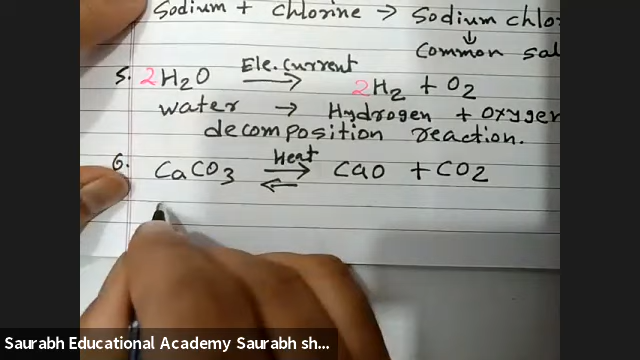 Sodium + chlorine → Sodium chlo
↓
Common sal
5. 2H₂O Ele. current → 2H₂ + O₂
water → Hydrogen + oxygen
decomposition reaction.
6. CaCO₃ Heat ⇌ CaO + CO₂
Saurabh Educational Academy Saurabh sh...